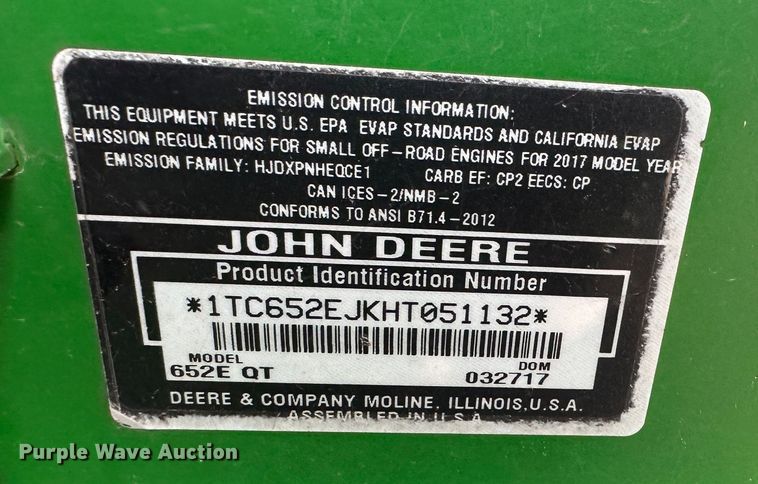 EMISSION CONTROL INFORMATION:
THIS EQUIPMENT MEETS U.S. EPA EVAP STANDARDS AND CALIFORNIA EVAP
EMISSION REGULATIONS FOR SMALL OFF-ROAD ENGINES FOR 2017 MODEL YEAR
EMISSION FAMILY: HJDXPNHEQCE1 CARB EF: CP2 EECS: CP
CAN ICES-2/NMB-2
CONFORMS TO ANSI B71.4-2012
JOHN DEERE
Product Identification Number
*1TC652EJKHT051132*
MODEL DOM
652E QT 032717
DEERE & COMPANY MOLINE, ILLINOIS,U.S.A.
ASSEMBLED IN U.S.A.
Purple Wave Auction